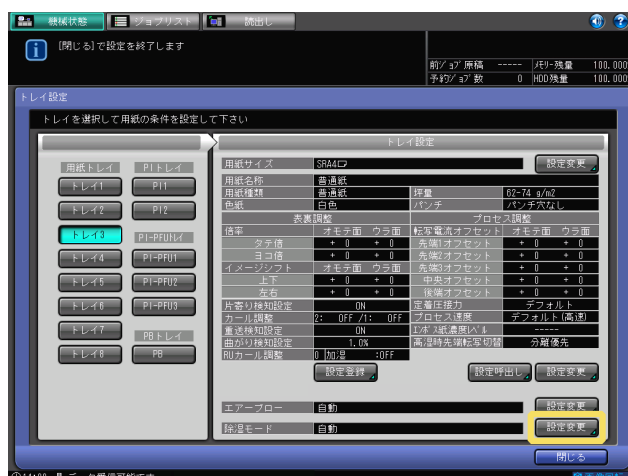 機械状態 ジョブリスト 読出し
[閉じる]で設定を終了します
前ｼﾞｮﾌﾞ原稿 ----- ﾒﾓﾘｰ残量 100.000
予約ｼﾞｮﾌﾞ数 0 HDD残量 100.000
トレイ設定
トレイを選択して用紙の条件を設定して下さい
トレイ設定
用紙トレイ PIトレイ
トレイ1 PI1
トレイ2 PI2
トレイ3 PI-PFUﾄﾚｲ
トレイ4 PI-PFU1
トレイ5 PI-PFU2
トレイ6 PI-PFU3
トレイ7 PBトレイ
トレイ8 PB
用紙サイズ SRA4 設定変更
用紙名称 普通紙
用紙種類 普通紙 坪量 62-74 g/m2
色紙 白色 パンチ パンチ穴なし
表裏調整 プロセス調整
倍率 オモテ面 ウラ面 転写電流オフセット オモテ面 ウラ面
タテ倍 + 0 + 0 先端1オフセット + 0 + 0
ヨコ倍 + 0 + 0 先端2オフセット + 0 + 0
イメージシフト オモテ面 ウラ面 先端3オフセット + 0 + 0
上下 + 0 + 0 中央オフセット + 0 + 0
左右 + 0 + 0 後端オフセット + 0 + 0
片寄り検知設定 ON 定着圧接力 デフォルト
カール調整 2: OFF /1: OFF プロセス速度 デフォルト(高速)
重送検知設定 ON ｴﾝﾎﾞｽ紙濃度ﾚﾍﾞﾙ -----
曲がり検知設定 1.0% 高湿時先端転写切替 分離優先
RUカール調整 0 加湿 :OFF
設定登録 設定呼出し 設定変更
エアーブロー 自動 設定変更
除湿モード 自動 設定変更
閉じる
データ受信可能です